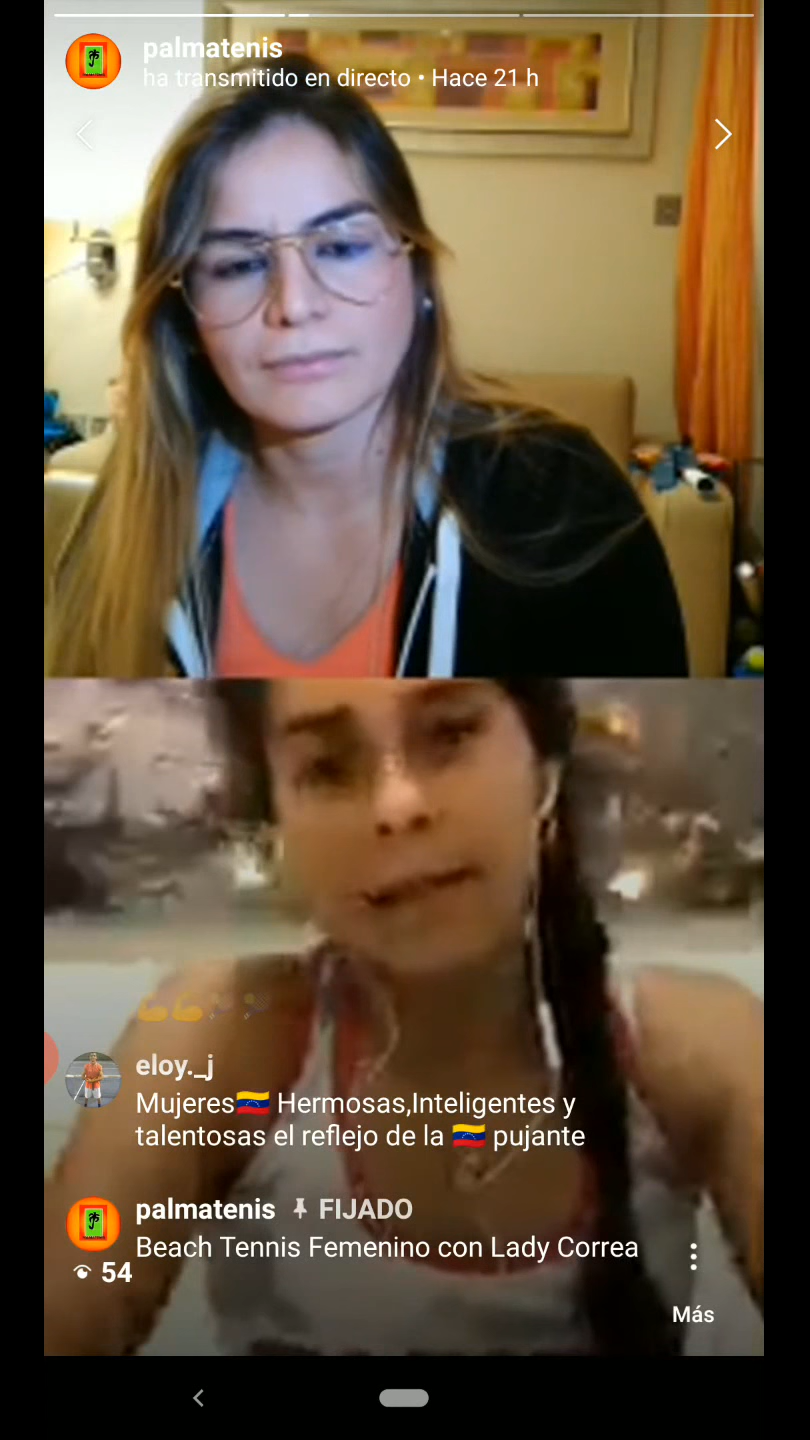 palmatenis
ha transmitido en directo • Hace 21 h
💪💪🎾🎾
eloy._j
Mujeres🇻🇪 Hermosas,Inteligentes y
talentosas el reflejo de la 🇻🇪 pujante
palmatenis 📌 FIJADO
Beach Tennis Femenino con Lady Correa
54
Más